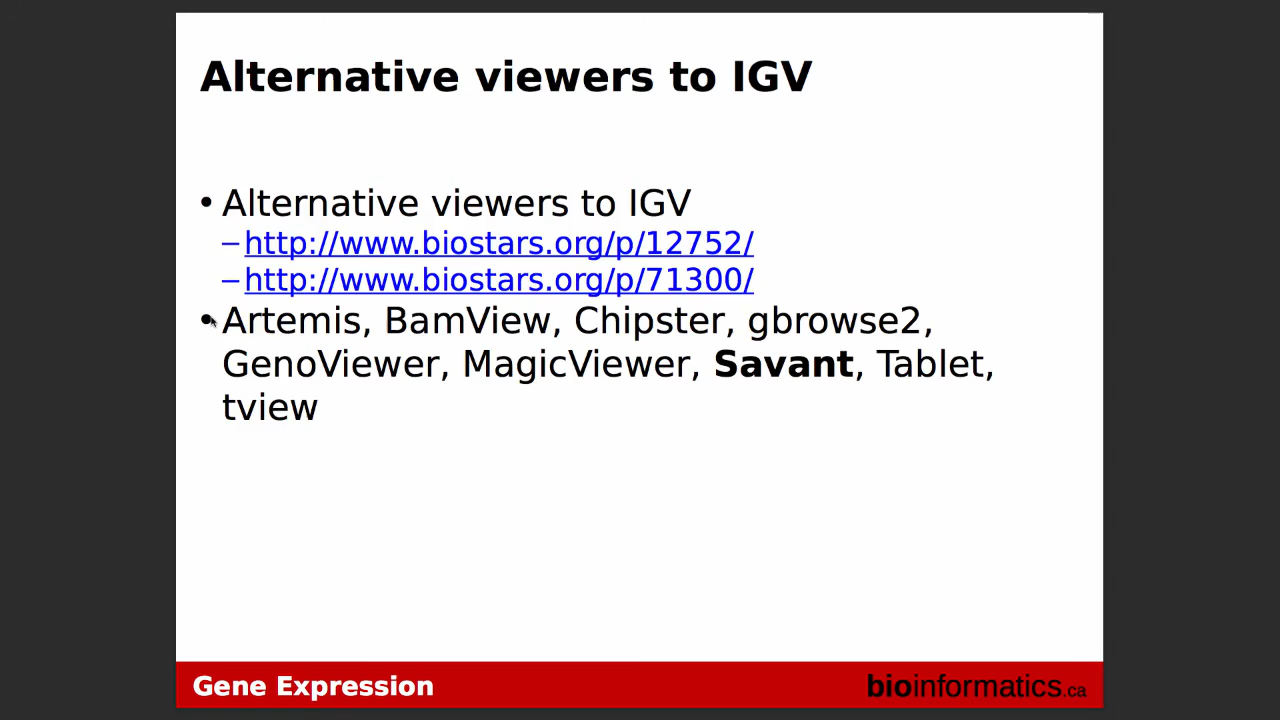 Alternative viewers to IGV
• Alternative viewers to IGV
–http://www.biostars.org/p/12752/
–http://www.biostars.org/p/71300/
• Artemis, BamView, Chipster, gbrowse2,
GenoViewer, MagicViewer, Savant, Tablet,
tview
Gene Expression
bioinformatics.ca